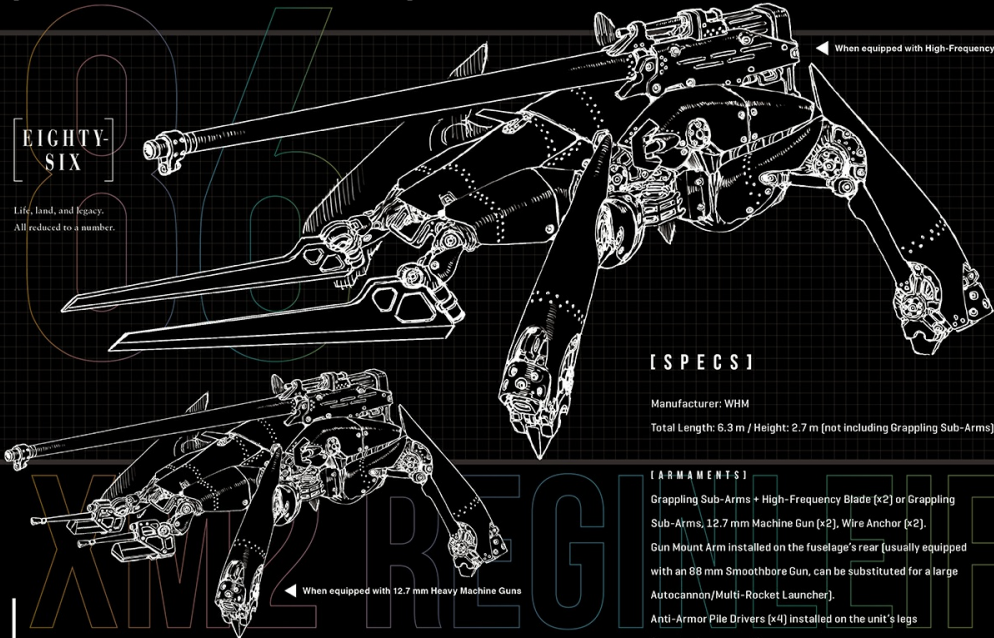 When equipped with High-Frequency
[EIGHTY-
SIX]
Life, land, and legacy.
All reduced to a number.
86
[SPECS]
Manufacturer: WHM
Total Length: 6.3 m / Height: 2.7 m (not including Grappling Sub-Arms)
[ARMAMENTS]
Grappling Sub-Arms + High-Frequency Blade (x2) or Grappling
Sub-Arms, 12.7 mm Machine Gun (x2), Wire Anchor (x2).
Gun Mount Arm installed on the fuselage's rear (usually equipped
with an 88 mm Smoothbore Gun, can be substituted for a large
Autocannon/Multi-Rocket Launcher).
Anti-Armor Pile Drivers (x4) installed on the unit's legs
When equipped with 12.7 mm Heavy Machine Guns
XM2 REGINLEIF